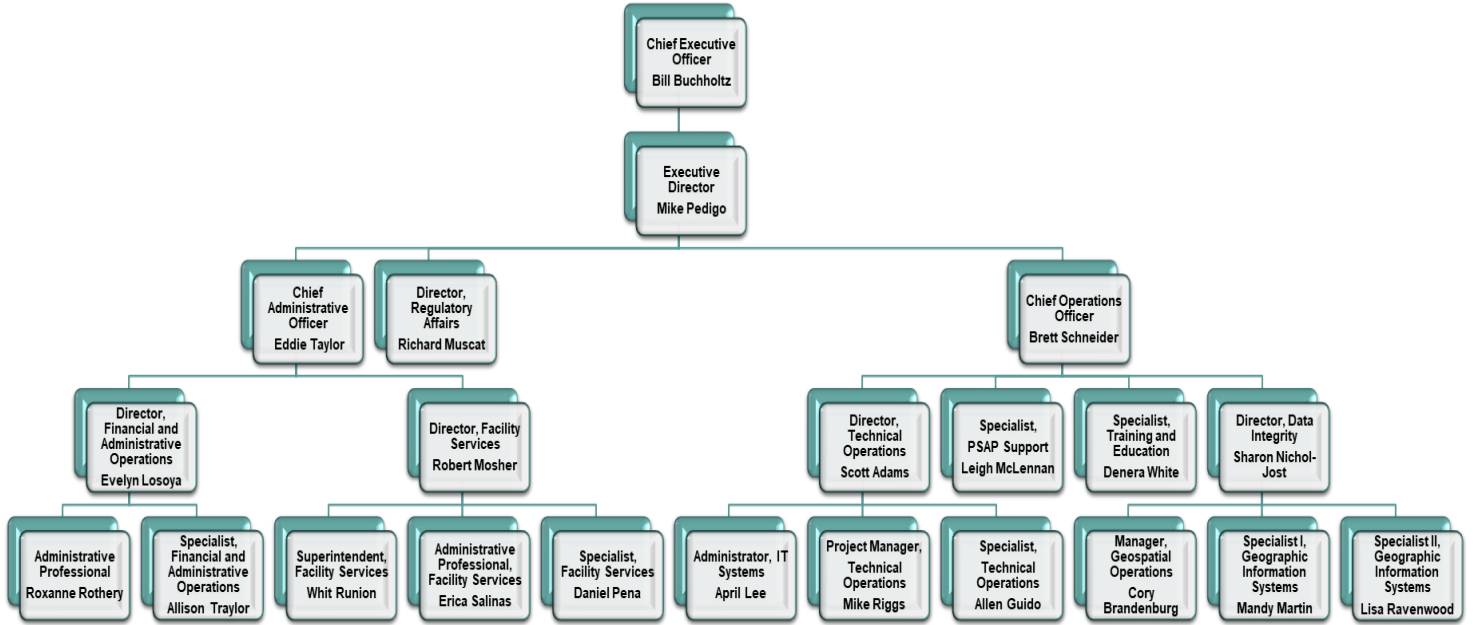 Chief Executive
Officer
Bill Buchholtz
Executive
Director
Mike Pedigo
Chief
Administrative
Officer
Eddie Taylor
Director,
Regulatory
Affairs
Richard Muscat
Chief Operations
Officer
Brett Schneider
Director,
Financial and
Administrative
Operations
Evelyn Losoya
Director, Facility
Services
Robert Mosher
Director,
Technical
Operations
Scott Adams
Specialist,
PSAP Support
Leigh McLennan
Specialist,
Training and
Education
Denera White
Director, Data
Integrity
Sharon Nichol-
Jost
Administrative
Professional
Roxanne Rothery
Specialist,
Financial and
Administrative
Operations
Allison Traylor
Superintendent,
Facility Services
Whit Runion
Administrative
Professional,
Facility Services
Erica Salinas
Specialist,
Facility Services
Daniel Pena
Administrator, IT
Systems
April Lee
Project Manager,
Technical
Operations
Mike Riggs
Specialist,
Technical
Operations
Allen Guido
Manager,
Geospatial
Operations
Cory
Brandenburg
Specialist I,
Geographic
Information
Systems
Mandy Martin
Specialist II,
Geographic
Information
Systems
Lisa Ravenwood